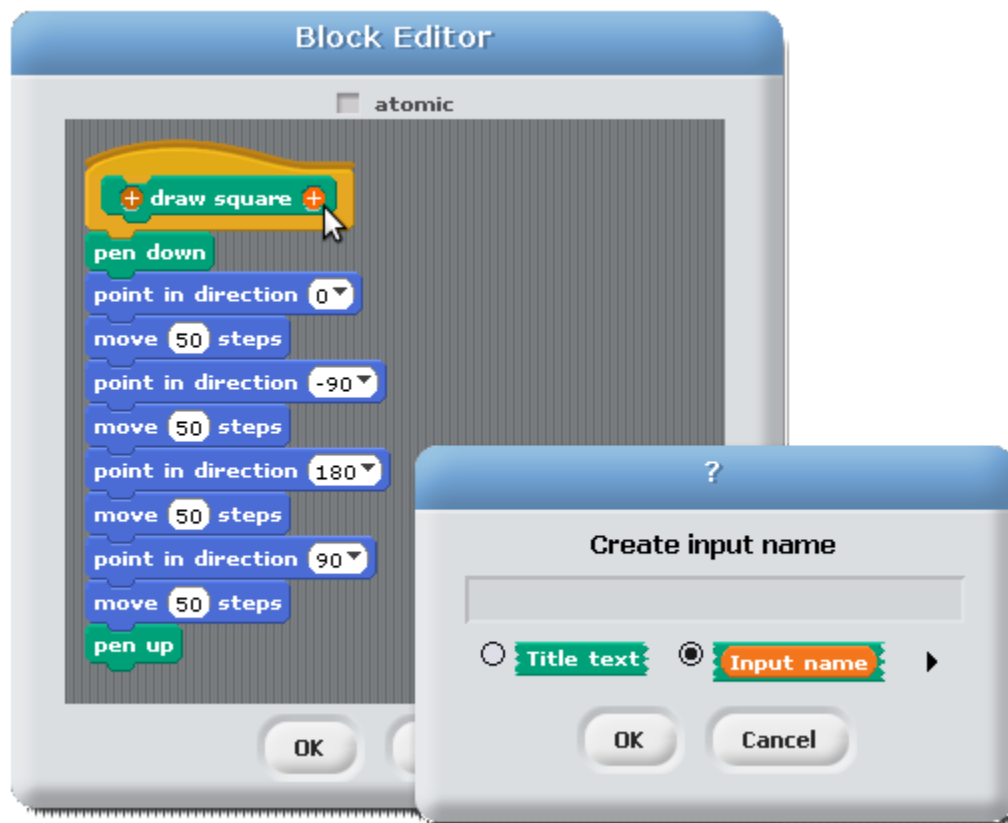 Block Editor
atomic
+ draw square +
pen down
point in direction 0
move 50 steps
point in direction -90
move 50 steps
point in direction 180
move 50 steps
point in direction 90
move 50 steps
pen up
OK
?
Create input name
Title text Input name
OK Cancel